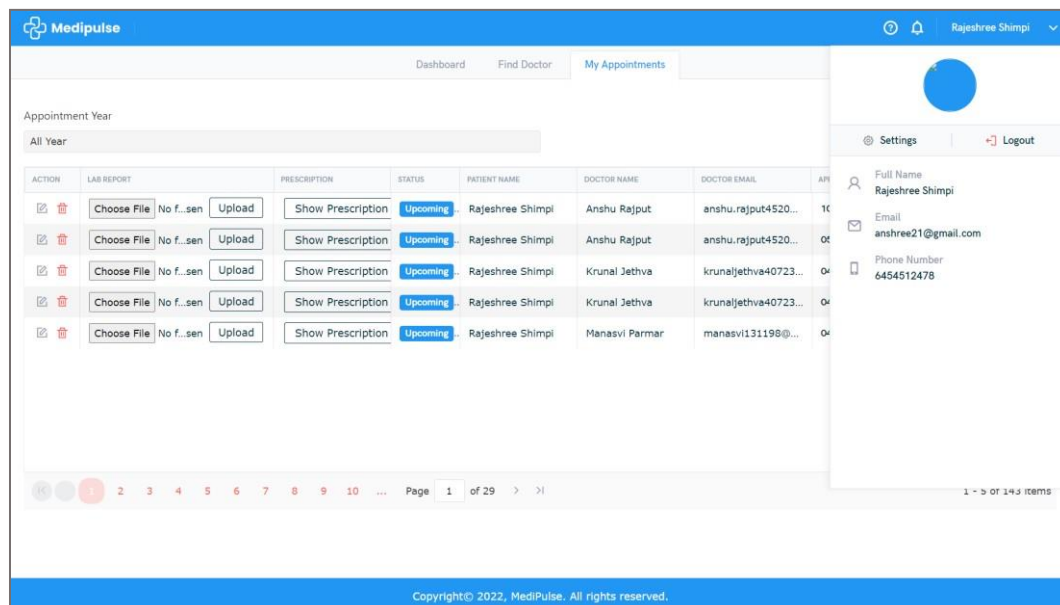 Medipulse
Rajeshree Shimpi
Dashboard Find Doctor My Appointments
Appointment Year
All Year
ACTION LAB REPORT PRESCRIPTION STATUS PATIENT NAME DOCTOR NAME DOCTOR EMAIL
Choose File No f...sen Upload Show Prescription Upcoming Rajeshree Shimpi Anshu Rajput anshu.rajput4520... 10
Choose File No f...sen Upload Show Prescription Upcoming Rajeshree Shimpi Anshu Rajput anshu.rajput4520...
Choose File No f...sen Upload Show Prescription Upcoming Rajeshree Shimpi Krunal Jethva krunaljethva40723... 04
Choose File No f...sen Upload Show Prescription Upcoming Rajeshree Shimpi Krunal Jethva krunaljethva40723... 04
Choose File No f...sen Upload Show Prescription Upcoming Rajeshree Shimpi Manasvi Parmar manasvi131198@... 04
Settings Logout
Full Name
Rajeshree Shimpi
Email
anshree21@gmail.com
Phone Number
6454512478
1 2 3 4 5 6 7 8 9 10 ... Page 1 of 29 1 - 5 of 143 items
Copyright© 2022, MediPulse. All rights reserved.